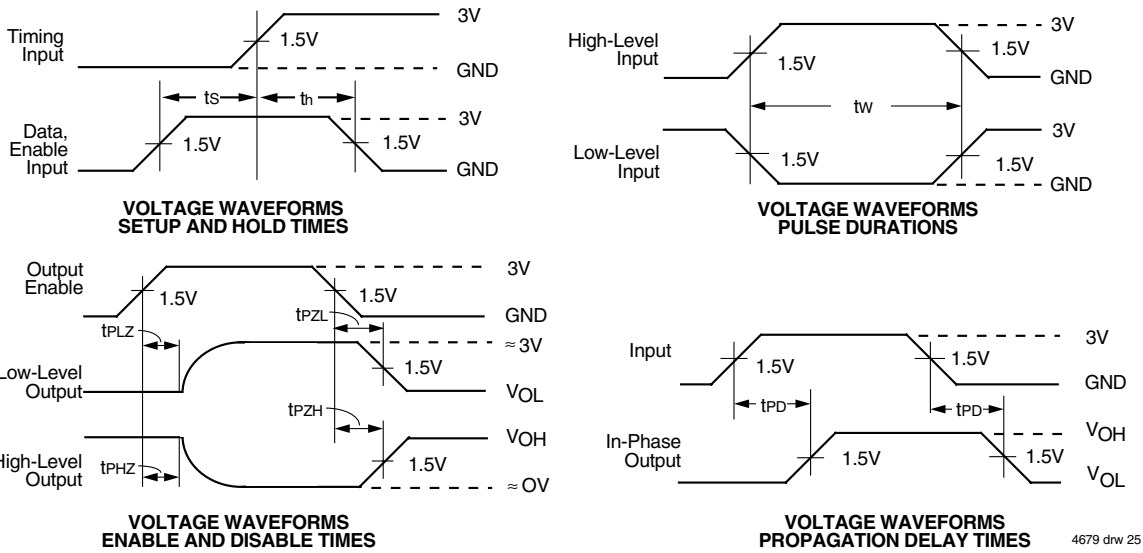 3V
Timing
Input
1.5V
GND
tS
th
3V
Data,
Enable
Input
1.5V
1.5V
GND
VOLTAGE WAVEFORMS
SETUP AND HOLD TIMES
3V
High-Level
Input
1.5V
1.5V
GND
tW
3V
Low-Level
Input
1.5V
1.5V
GND
VOLTAGE WAVEFORMS
PULSE DURATIONS
Output
Enable
3V
1.5V
1.5V
GND
tPLZ
tPZL
≈ 3V
Low-Level
Output
1.5V
VOL
tPZH
VOH
High-Level
Output
tPHZ
1.5V
≈ OV
VOLTAGE WAVEFORMS
ENABLE AND DISABLE TIMES
3V
Input
1.5V
1.5V
GND
tPD
tPD
VOH
In-Phase
Output
1.5V
1.5V
VOL
VOLTAGE WAVEFORMS
PROPAGATION DELAY TIMES
4679 drw 25